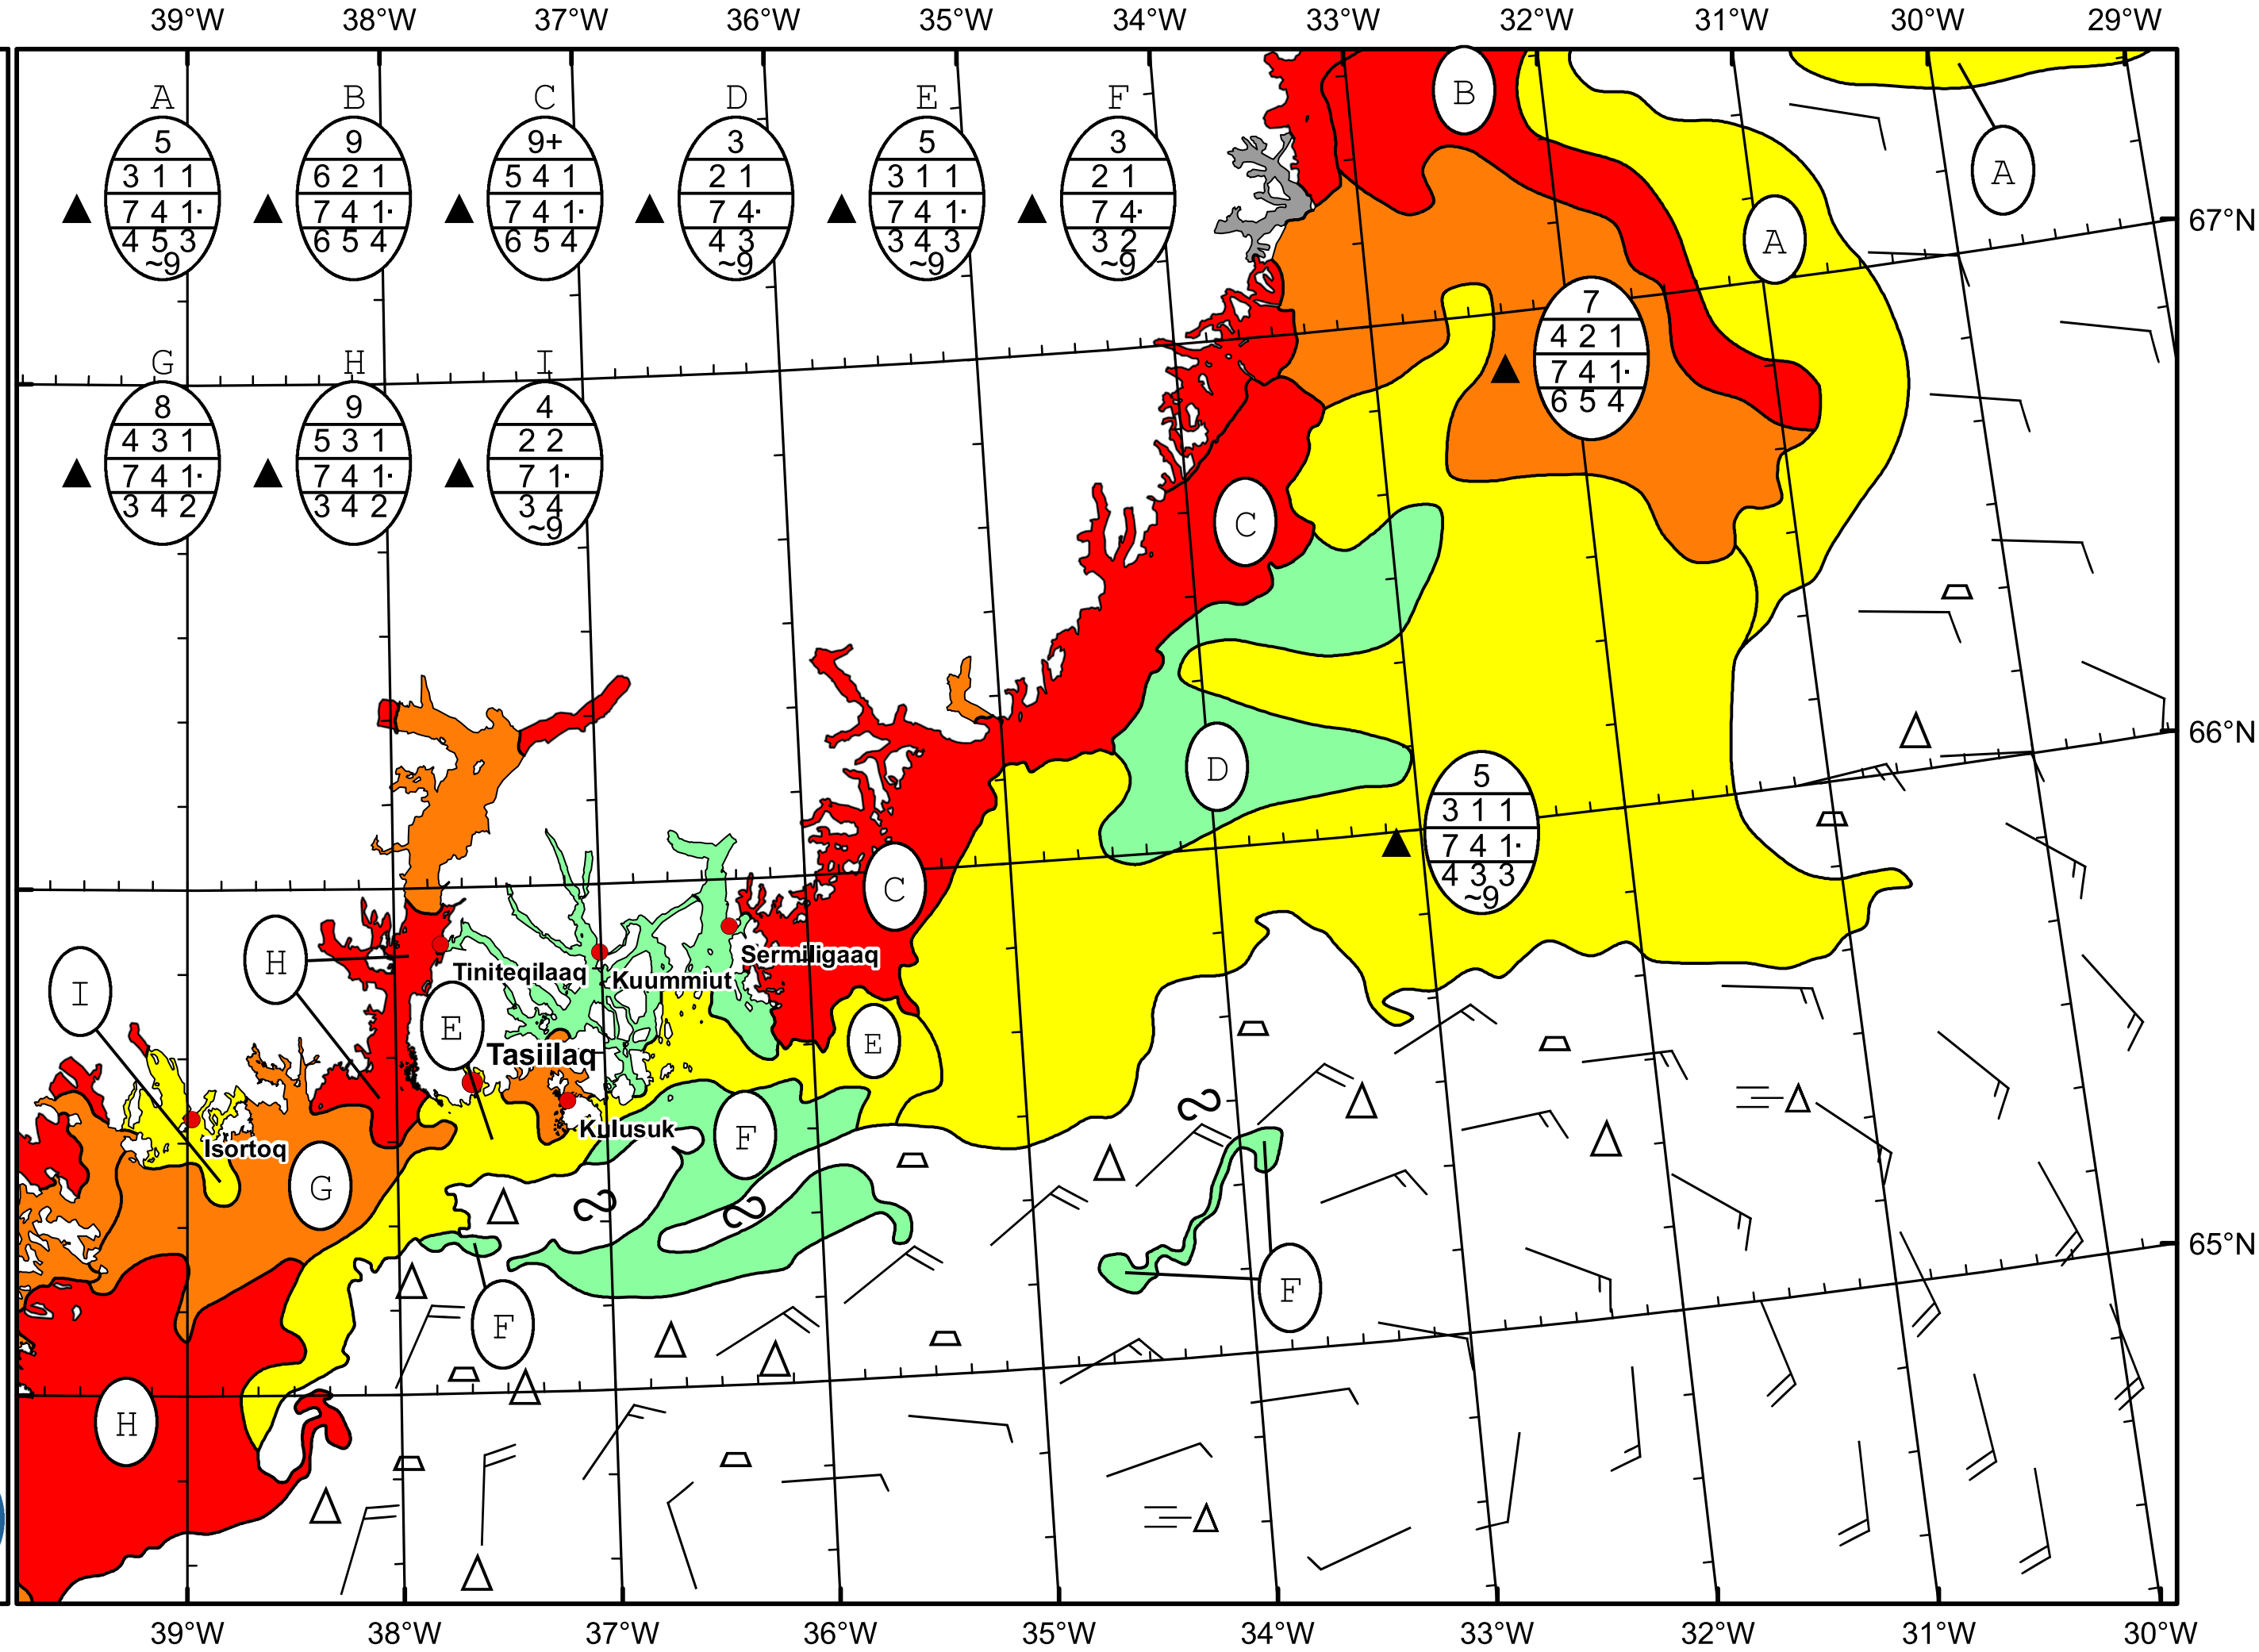 39°W 38°W 37°W 36°W 35°W 34°W 33°W 32°W 31°W 30°W 29°W
A B C D E F
5 9 9+ 3 5 3
3 1 1 6 2 1 5 4 1 2 1 3 1 1 2 1
7 4 1· 7 4 1· 7 4 1· 7 4· 7 4 1· 7 4·
4 5 3 6 5 4 6 5 4 4 3 3 4 3 3 2
~9 ~9 ~9 ~9
B
A
A
67°N
7
4 2 1
7 4 1·
6 5 4
G H I
8 9 4
4 3 1 5 3 1 2 2
7 4 1· 7 4 1· 7 1·
3 4 2 3 4 2 3 4
~9
C
66°N
D
5
3 1 1
7 4 1·
4 3 3
~9
C
Sermiligaaq
H
Tiniteqilaaq
Kuummiut
I
E
E
Tasiilaq
Kulusuk
F
Isortoq
G
65°N
F
F
H
39°W 38°W 37°W 36°W 35°W 34°W 33°W 32°W 31°W 30°W